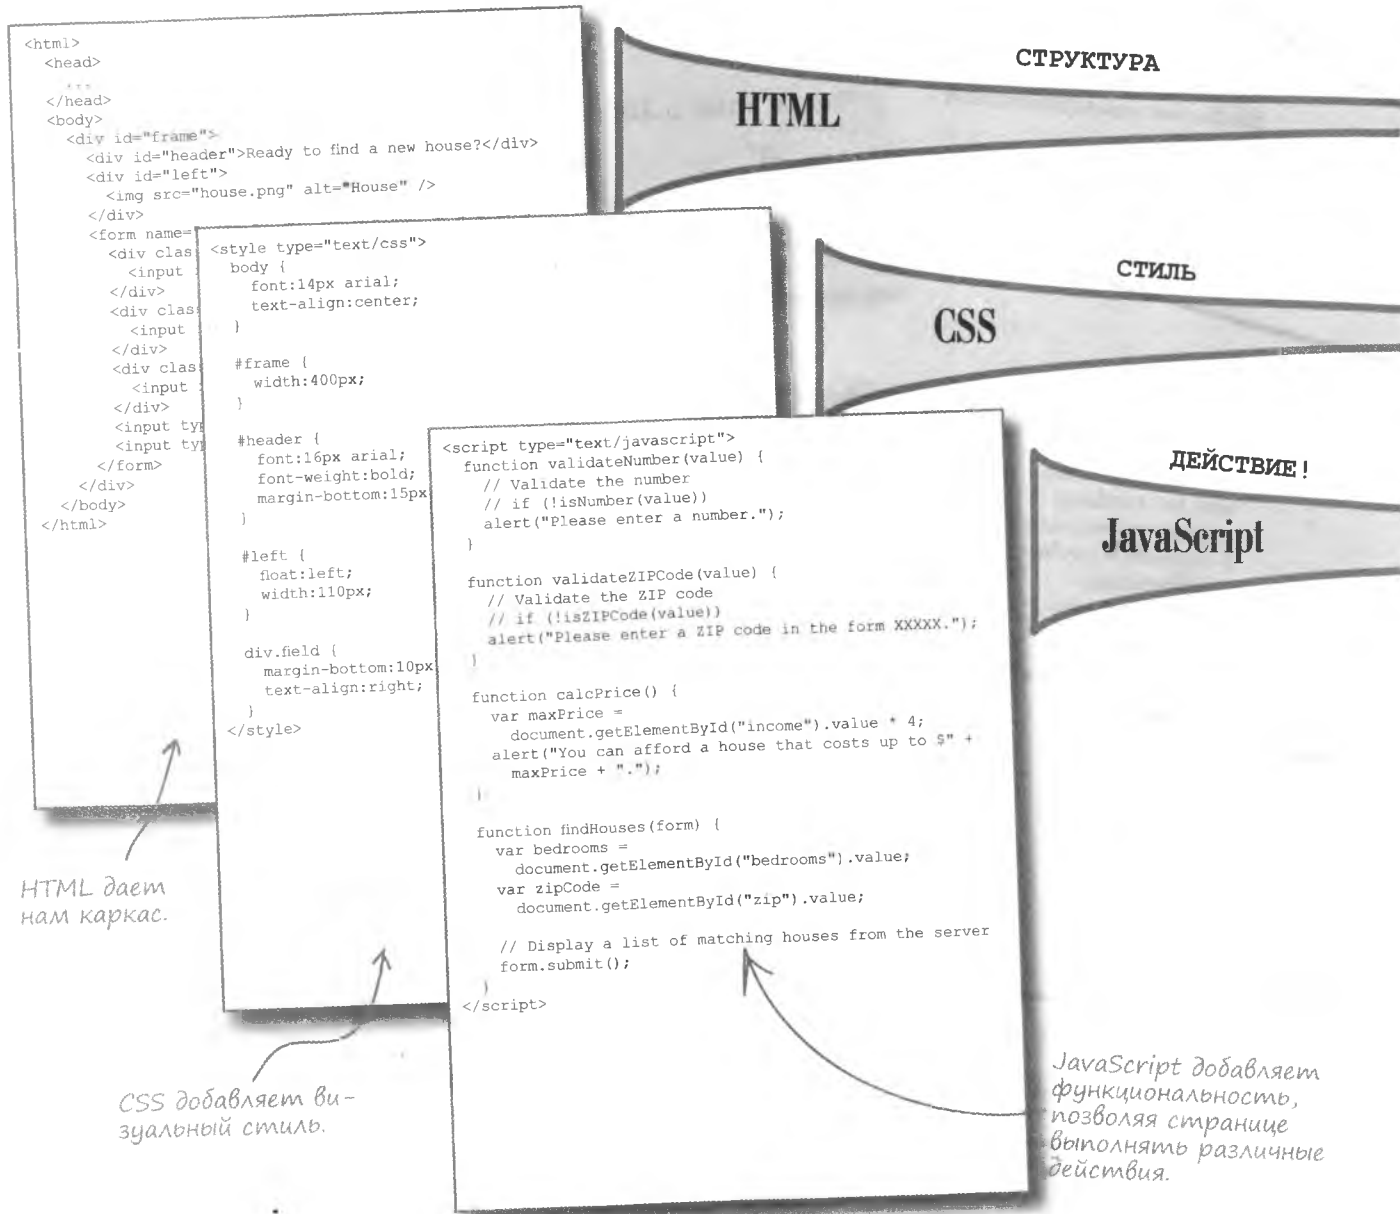 <html>
<head>
...
</head>
<body>
<div id="frame">
<div id="header">Ready to find a new house?</div>
<div id="left">
<img src="house.png" alt="House" />
</div>
<form name=
<div clas
<input
</div>
<div clas
<input
</div>
<div clas
<input
</div>
<input typ
<input typ
</form>
</div>
</body>
</html>
СТРУКТУРА
HTML
<style type="text/css">
body {
font:14px arial;
text-align:center;
}
#frame {
width:400px;
}
#header {
font:16px arial;
font-weight:bold;
margin-bottom:15px
}
#left {
float:left;
width:110px;
}
div.field {
margin-bottom:10px
text-align:right;
}
</style>
СТИЛЬ
CSS
<script type="text/javascript">
function validateNumber(value) {
// Validate the number
// if (!isNumber(value))
alert("Please enter a number.");
}
function validateZIPCode(value) {
// Validate the ZIP code
// if (!isZIPCode(value))
alert("Please enter a ZIP code in the form XXXXX.");
}
function calcPrice() {
var maxPrice =
document.getElementById("income").value * 4;
alert("You can afford a house that costs up to $" +
maxPrice + ".");
}
function findHouses(form) {
var bedrooms =
document.getElementById("bedrooms").value;
var zipCode =
document.getElementById("zip").value;
// Display a list of matching houses from the server
form.submit();
}
</script>
ДЕЙСТВИЕ!
JavaScript
HTML дает
нам каркас.
CSS добавляет ви-
зуальный стиль.
JavaScript добавляет
функциональность,
позволяя странице
выполнять различные
действия.